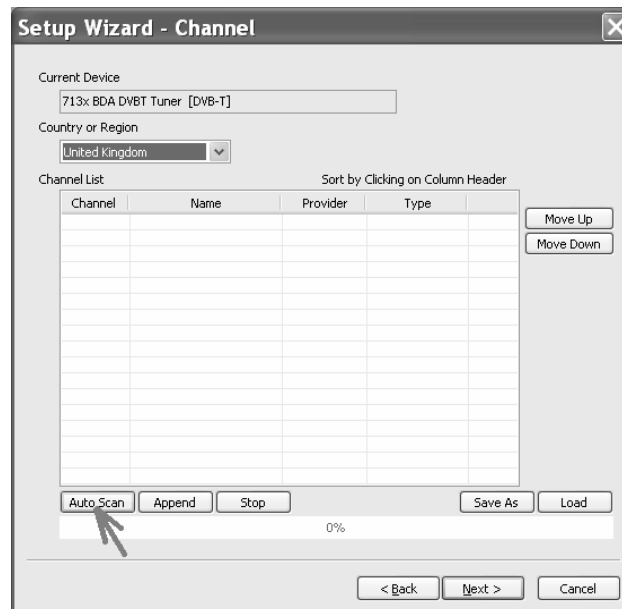 Setup Wizard - Channel
Current Device
713x BDA DVBT Tuner [DVB-T]
Country or Region
United Kingdom
Channel List Sort by Clicking on Column Header
Channel Name Provider Type
Move Up
Move Down
Auto Scan Append Stop Save As Load
0%
< Back Next > Cancel